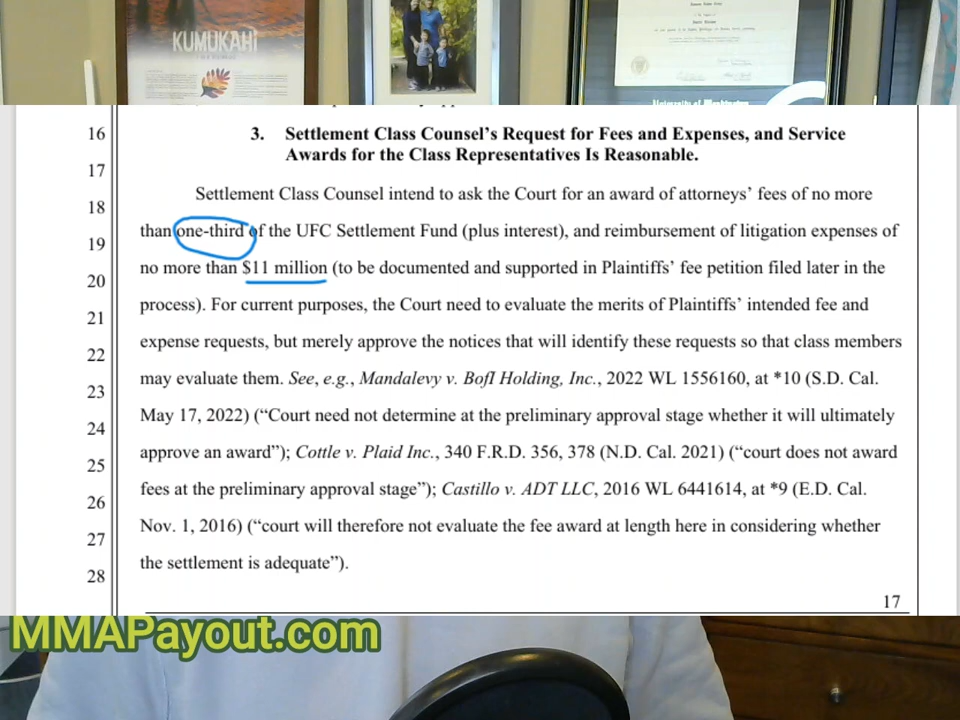 KUMUKAHI
16
3. Settlement Class Counsel's Request for Fees and Expenses, and Service
17
Awards for the Class Representatives Is Reasonable.
18
Settlement Class Counsel intend to ask the Court for an award of attorneys' fees of no more
19
than one-third of the UFC Settlement Fund (plus interest), and reimbursement of litigation expenses of
20
no more than $11 million (to be documented and supported in Plaintiffs' fee petition filed later in the
21
process). For current purposes, the Court need to evaluate the merits of Plaintiffs' intended fee and
22
expense requests, but merely approve the notices that will identify these requests so that class members
23
may evaluate them. See, e.g., Mandalevy v. BofI Holding, Inc., 2022 WL 1556160, at *10 (S.D. Cal.
24
May 17, 2022) (“Court need not determine at the preliminary approval stage whether it will ultimately
25
approve an award”); Cottle v. Plaid Inc., 340 F.R.D. 356, 378 (N.D. Cal. 2021) (“court does not award
26
fees at the preliminary approval stage”); Castillo v. ADT LLC, 2016 WL 6441614, at *9 (E.D. Cal.
27
Nov. 1, 2016) (“court will therefore not evaluate the fee award at length here in considering whether
28
the settlement is adequate”).
17
MMAPayout.com